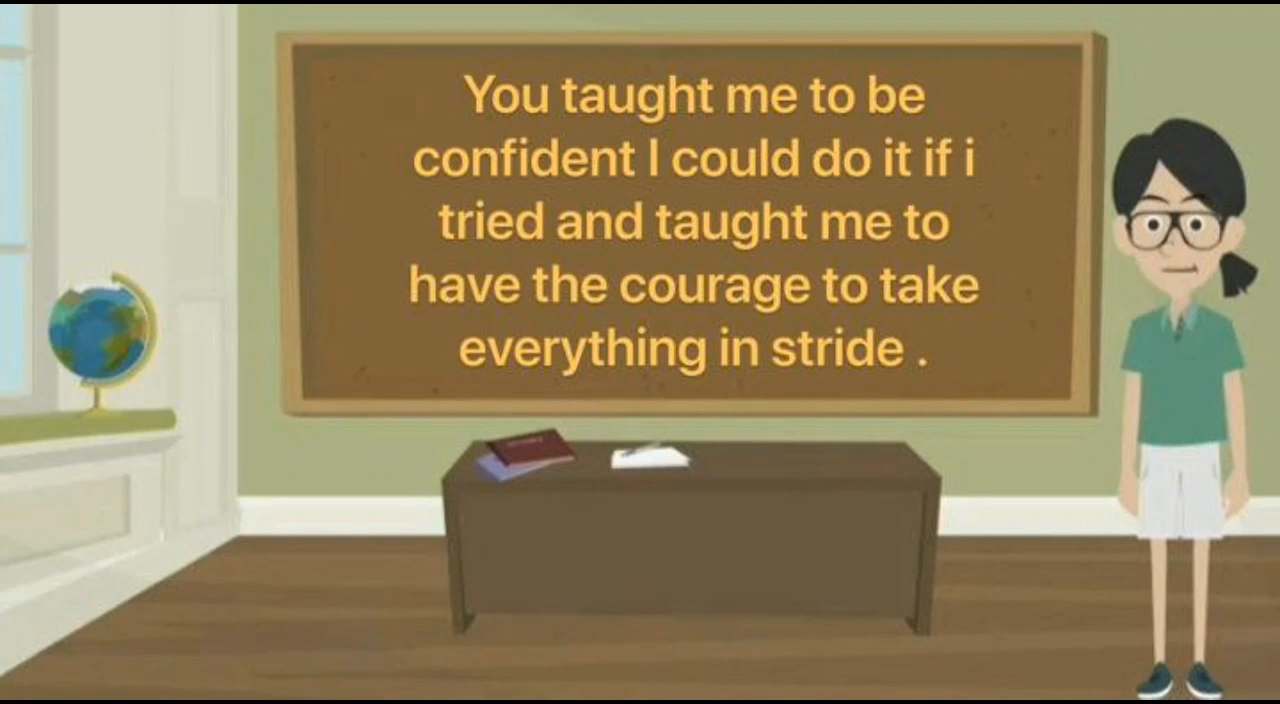 You taught me to be
confident I could do it if i
tried and taught me to
have the courage to take
everything in stride .